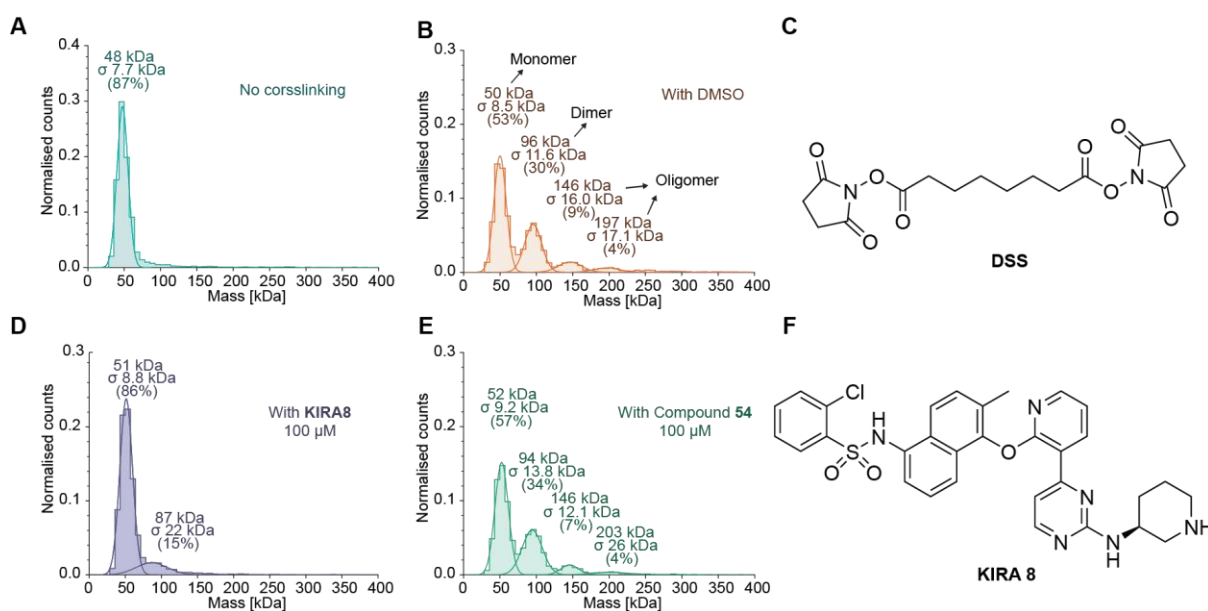 A
0.4
0.3
0.2
0.1
0.0
Normalised counts
48 kDa
σ 7.7 kDa
(87%)
No corsslinking
0 50 100 150 200 250 300 350 400
Mass [kDa]
B
0.3
0.2
0.1
0.0
Normalised counts
Monomer
50 kDa
σ 8.5 kDa
(53%)
With DMSO
Dimer
96 kDa
σ 11.6 kDa
(30%)
Oligomer
146 kDa
σ 16.0 kDa
(9%)
197 kDa
σ 17.1 kDa
(4%)
0 50 100 150 200 250 300 350 400
Mass [kDa]
C
O
O
N
O
O
O
O
N
O
O
DSS
D
0.3
0.2
0.1
0.0
Normalised counts
51 kDa
σ 8.8 kDa
(86%)
With KIRA8
100 µM
87 kDa
σ 22 kDa
(15%)
0 50 100 150 200 250 300 350 400
Mass [kDa]
E
0.3
0.2
0.1
0.0
Normalised counts
52 kDa
σ 9.2 kDa
(57%)
With Compound 54
100 µM
94 kDa
σ 13.8 kDa
(34%)
146 kDa
σ 12.1 kDa
(7%)
203 kDa
σ 26 kDa
(4%)
0 50 100 150 200 250 300 350 400
Mass [kDa]
F
Cl
H
N
S
O O
O
N
N
N
N
H
NH
KIRA 8